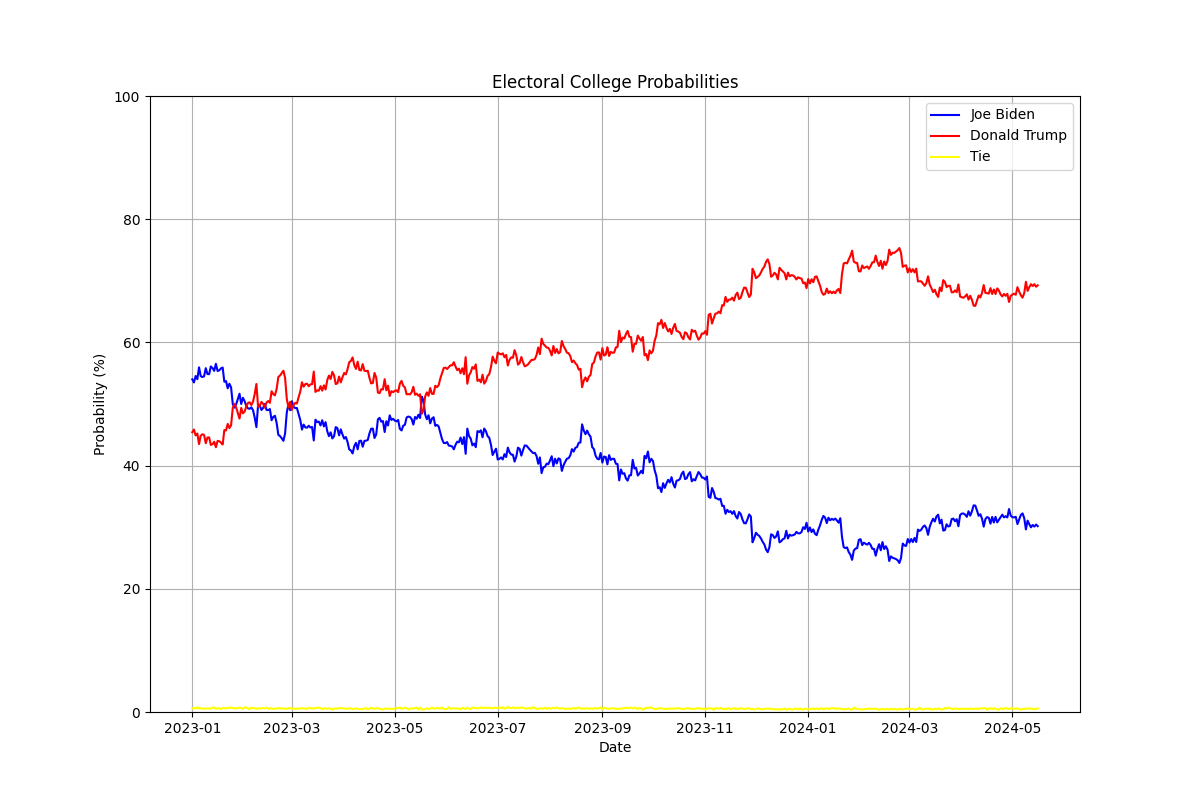 Electoral College Probabilities
Joe Biden
Donald Trump
Tie
Probability (%)
100
80
60
40
20
0
2023-01 2023-03 2023-05 2023-07 2023-09 2023-11 2024-01 2024-03 2024-05
Date